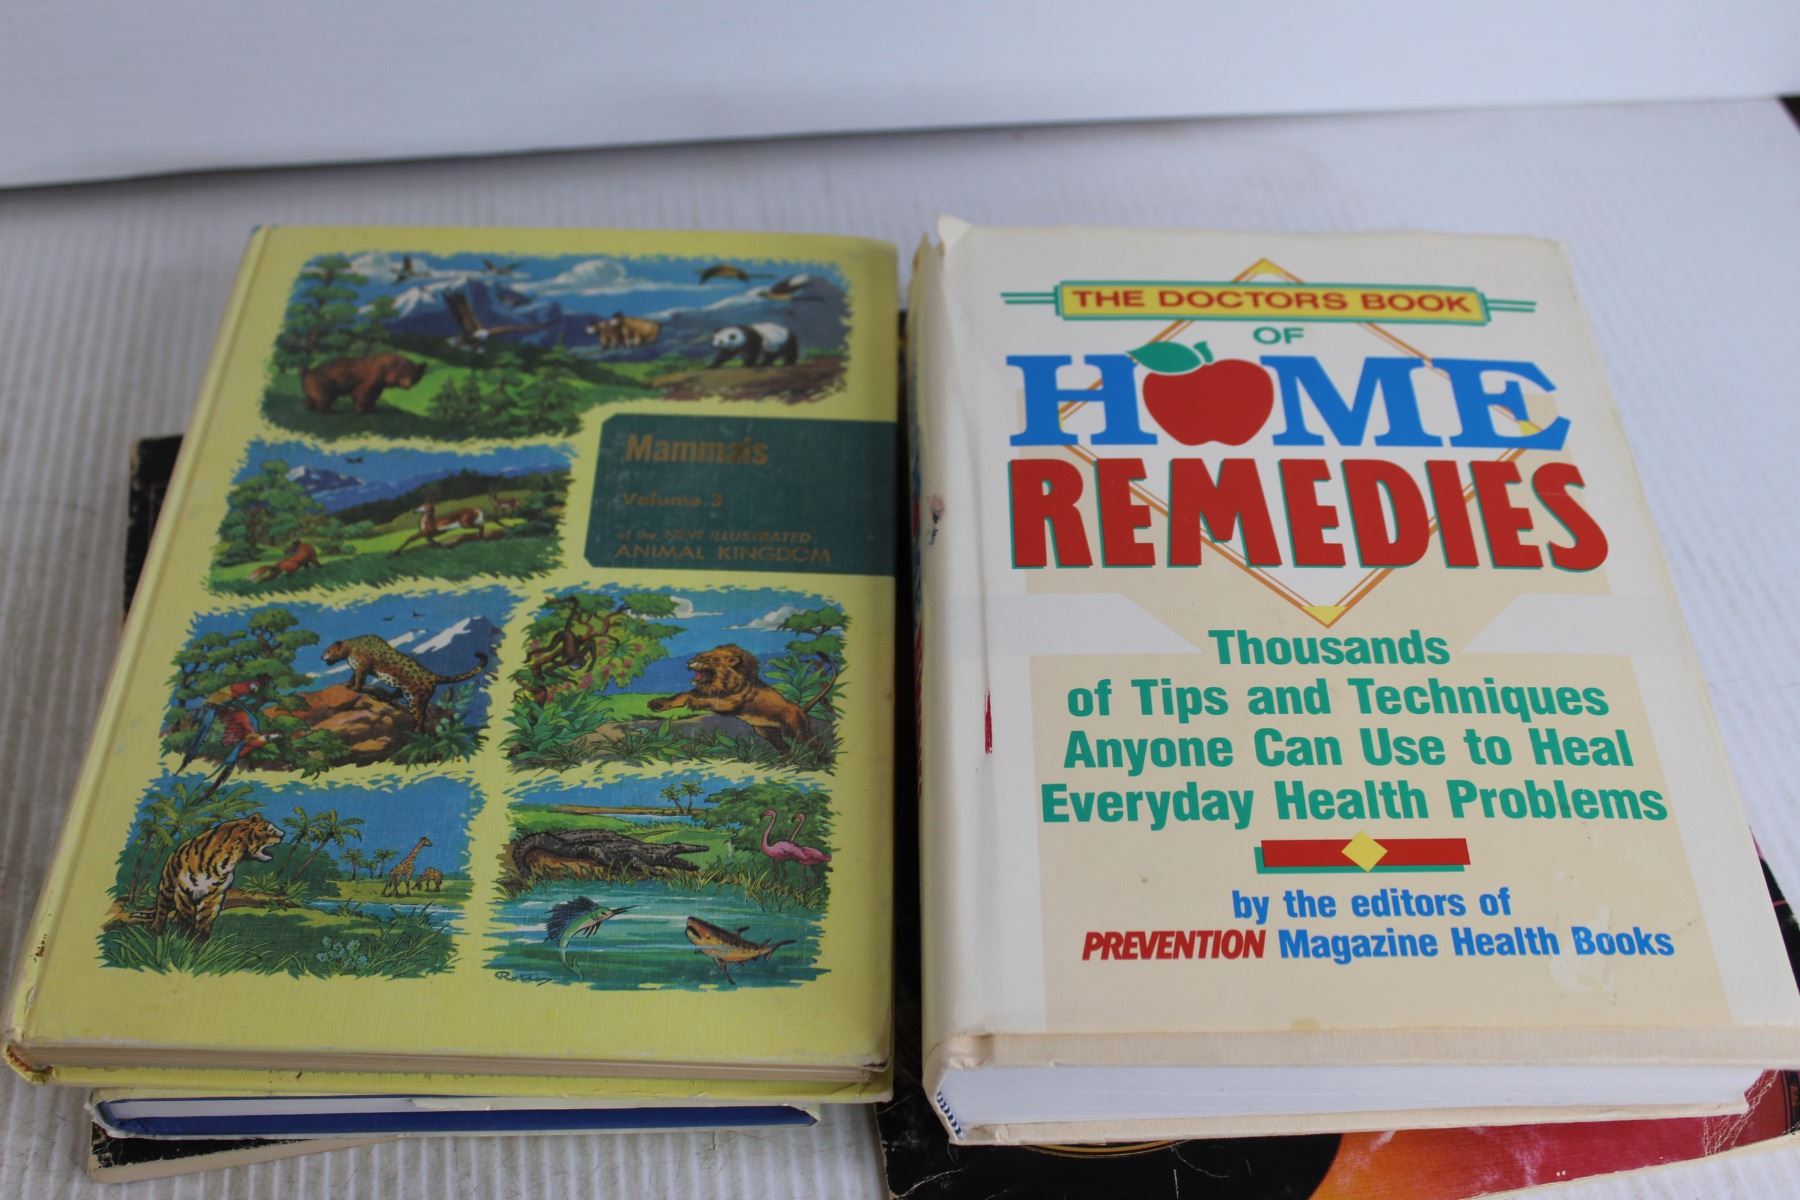 Mammals
Volume 3
of the NEW ILLUSTRATED
ANIMAL KINGDOM
THE DOCTORS BOOK
OF
HOME
REMEDIES
Thousands
of Tips and Techniques
Anyone Can Use to Heal
Everyday Health Problems
by the editors of
PREVENTION Magazine Health Books